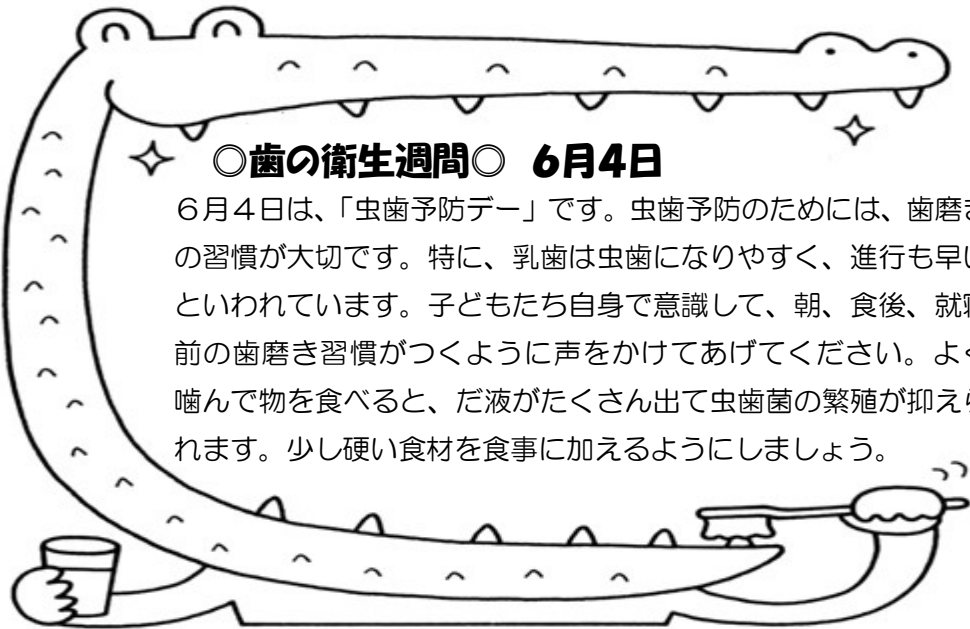 ◎歯の衛生週間◎ 6月4日
6月4日は、「虫歯予防デー」です。虫歯予防のためには、歯磨き
の習慣が大切です。特に、乳歯は虫歯になりやすく、進行も早い
といわれています。子どもたち自身で意識して、朝、食後、就寝
前の歯磨き習慣がつくように声をかけてあげてください。よく
噛んで物を食べると、だ液がたくさん出て虫歯菌の繁殖が抑えら
れます。少し硬い食材を食事に加えるようにしましょう。